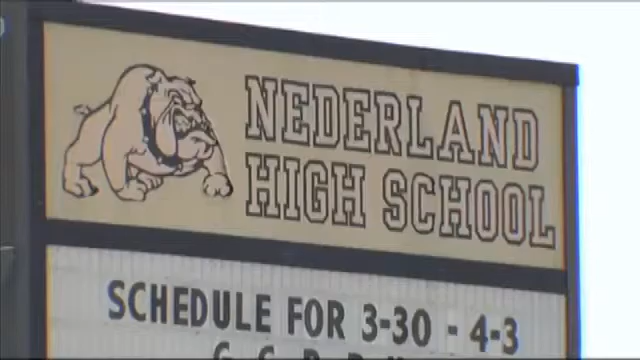 NEDERLAND
HIGH SCHOOL
SCHEDULE FOR 3-30 - 4-3